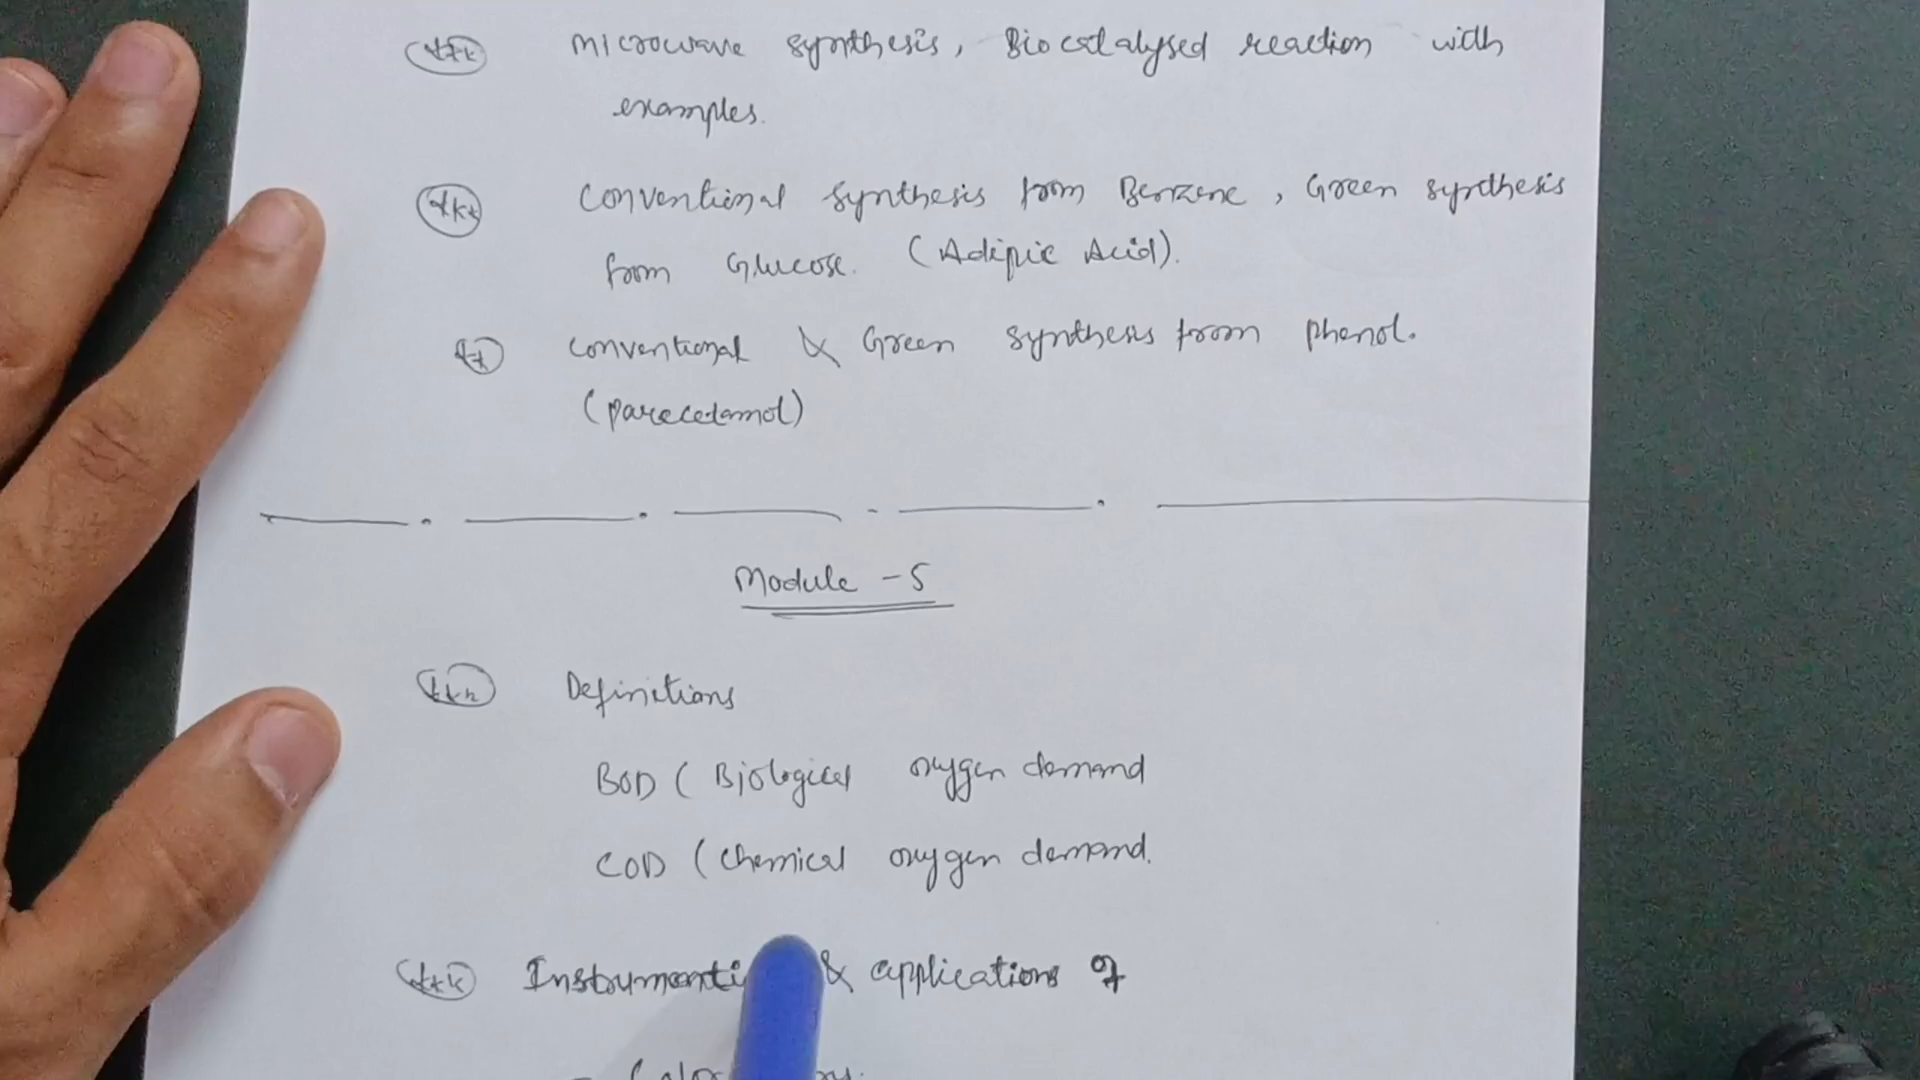 *** microwave synthesis, Biocatalysed reaction with
examples.
*** conventional synthesis from Benzene, Green synthesis
from Glucose. (Adipic Acid).
** conventional & Green synthesis from phenol.
(paracetamol)
Module - 5
*** Definitions
BOD ( Biological oxygen demand
COD ( chemical oxygen demand.
*** & applications of